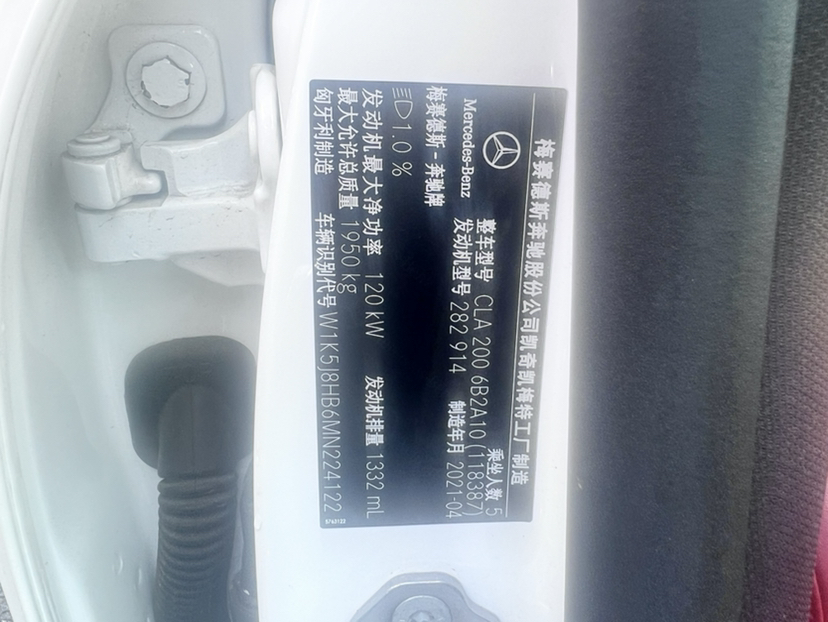 梅赛德斯奔驰股份公司凯奇凯梅特工厂制造
Mercedes-Benz
整车型号 CLA 200 6B2A10 (118387)
乘坐人数 5
梅赛德斯-奔驰牌
发动机型号 282 914
制造年月 2021-04
1.0 %
发动机最大净功率 120 kW
发动机排量 1332 mL
最大允许总质量 1950 kg
匈牙利制造
车辆识别代号 W1K5J8HB6MN224122